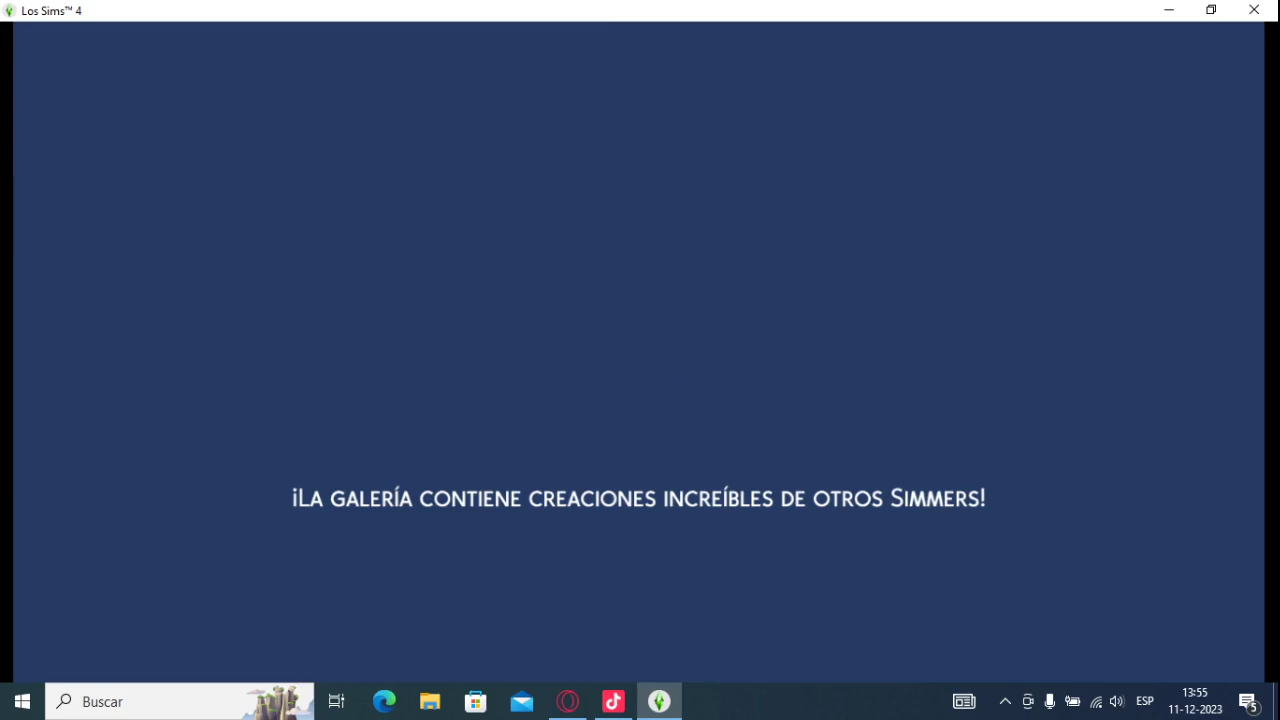 Los Sims™ 4
¡La galería contiene creaciones increíbles de otros Simmers!
Buscar
ESP
13:55
11-12-2023
5